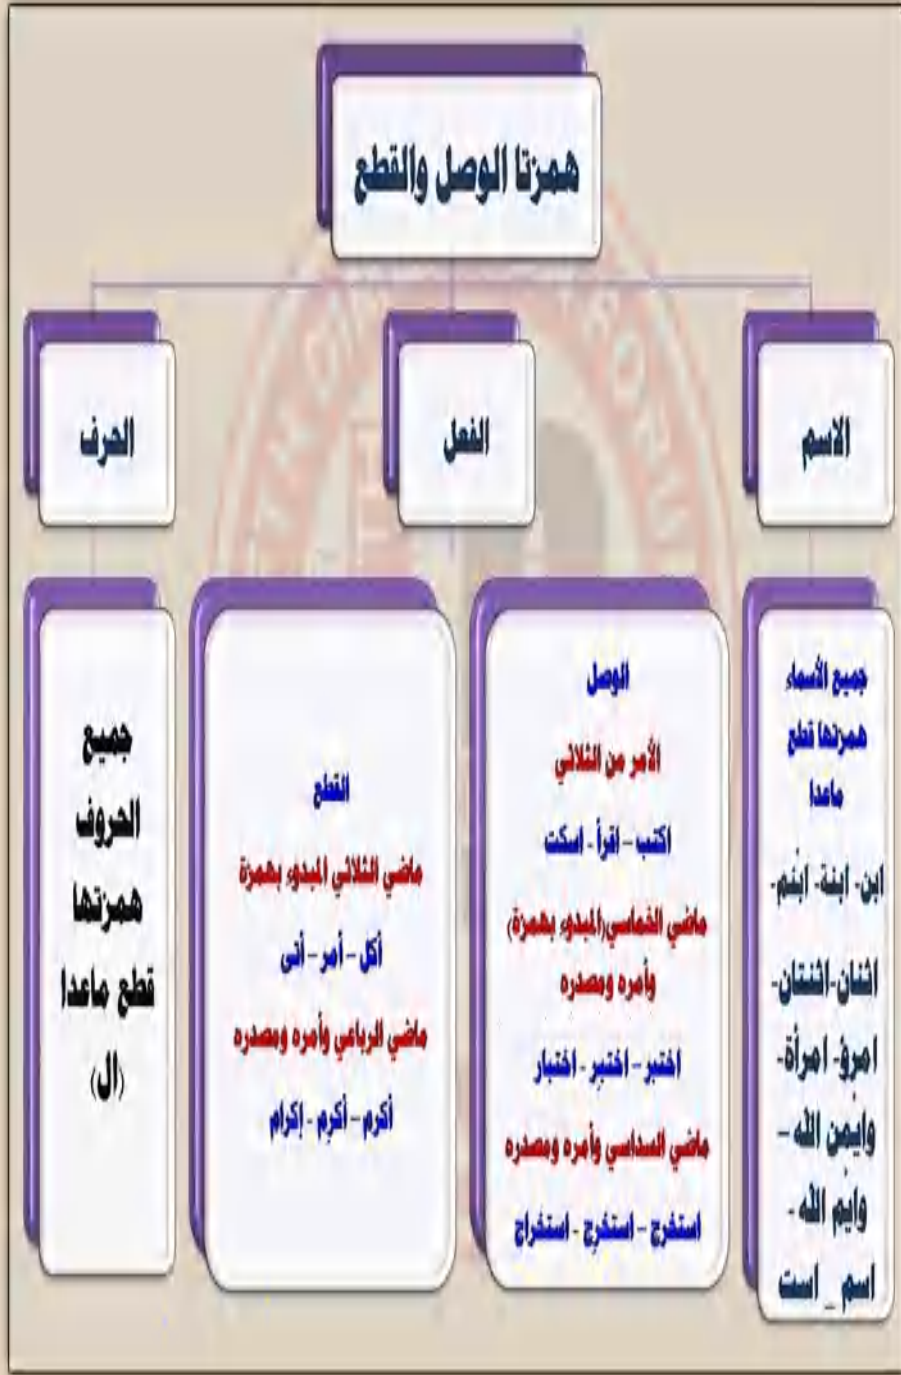 همزتا الوصل والقطع
الاسم
الفعل
الحرف
جميع الأسماء
همزتها قطع
ماعدا
ابن- ابنة- ابنُم-
اثنان-اثنتان-
امرؤ- امرأة-
وايمُن الله –
وايم الله -
اسم _ است
الوصل
الأمر من الثلاثي
اكتب – اقرأ - اسكت
ماضي الخماسي(المبدوء بهمزة)
وأمره ومصدره
اختبر – اختبِر - اختبار
ماضي السداسي وأمره ومصدره
استخرج – استخرِج - استخراج
القطع
ماضي الثلاثي المبدوء بهمزة
أكل – أمر – أتى
ماضي الرباعي وأمره ومصدره
أكرم – أكرِم - إكرام
جميع
الحروف
همزتها
قطع ماعدا
(ال)